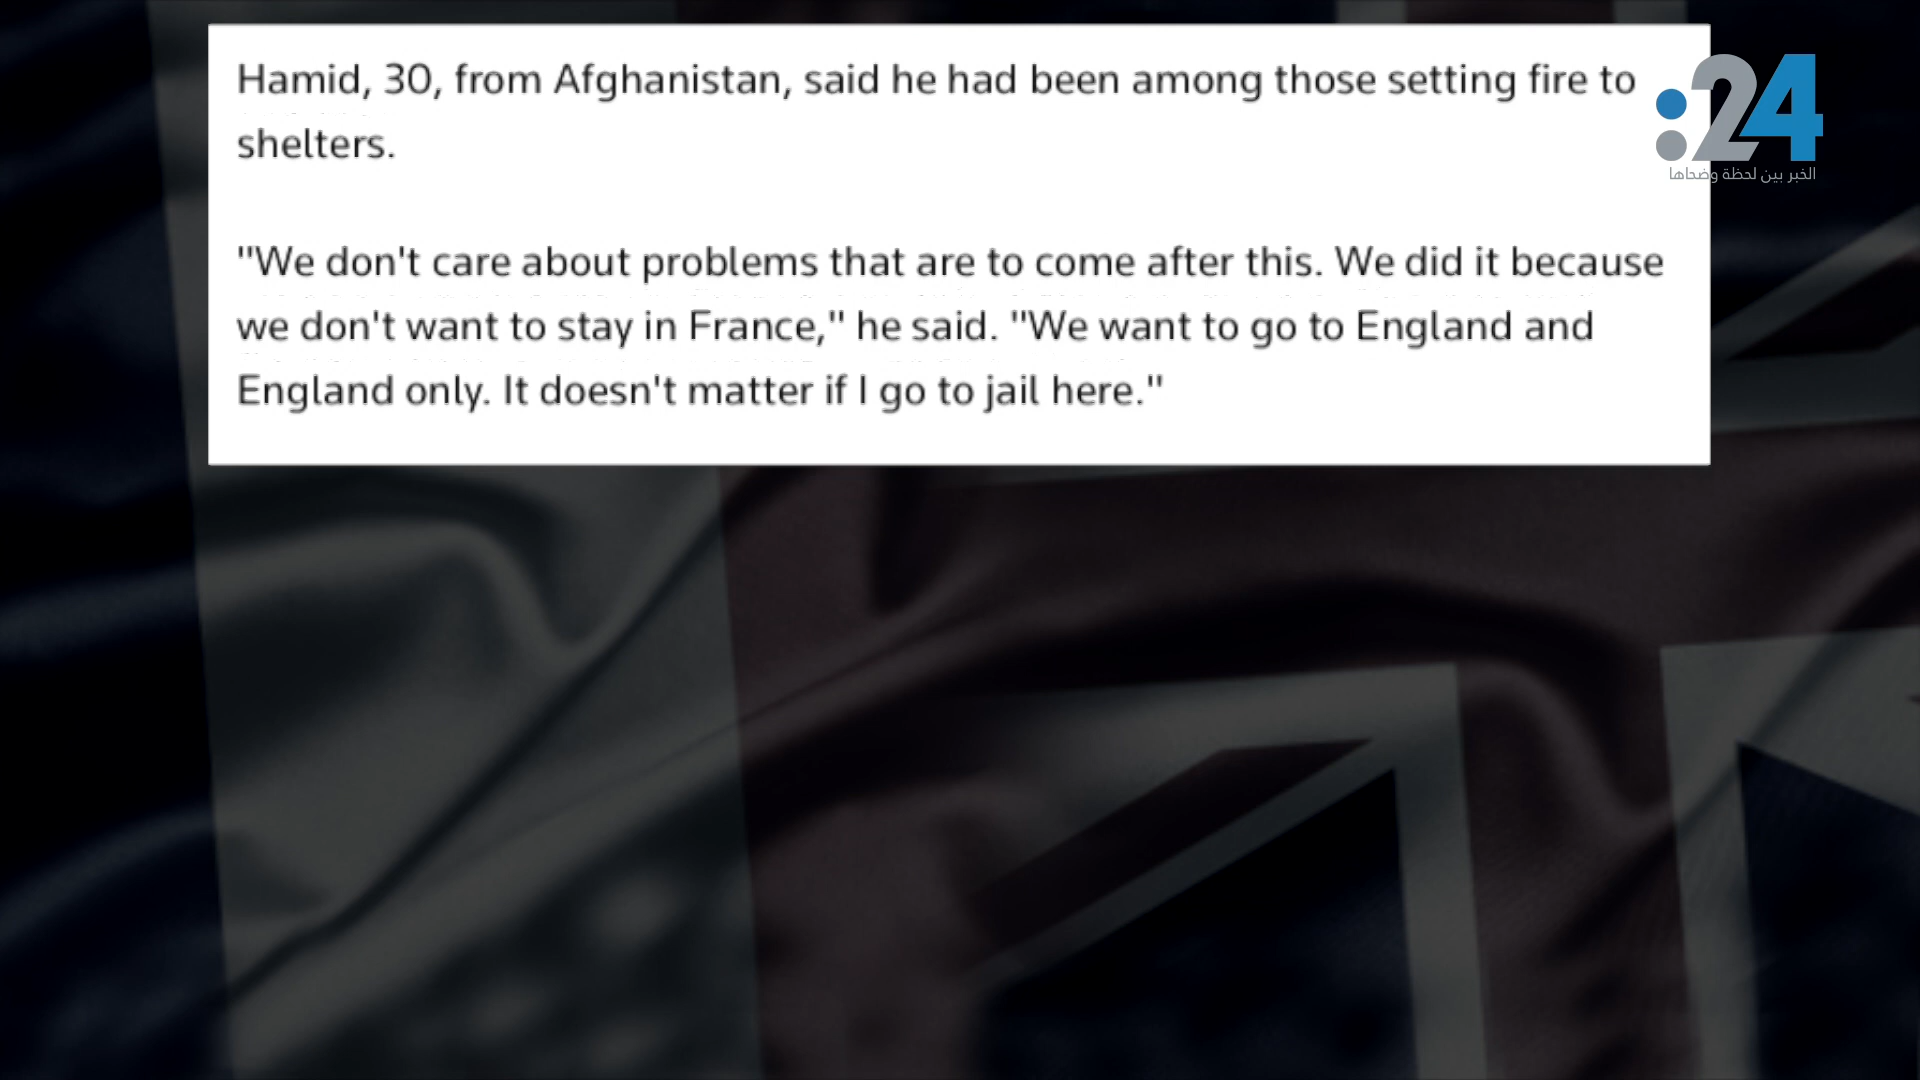 Hamid, 30, from Afghanistan, said he had been among those setting fire to
shelters.
"We don't care about problems that are to come after this. We did it because
we don't want to stay in France," he said. "We want to go to England and
England only. It doesn't matter if I go to jail here."
:24
الخبر بين لحظة وضحاها